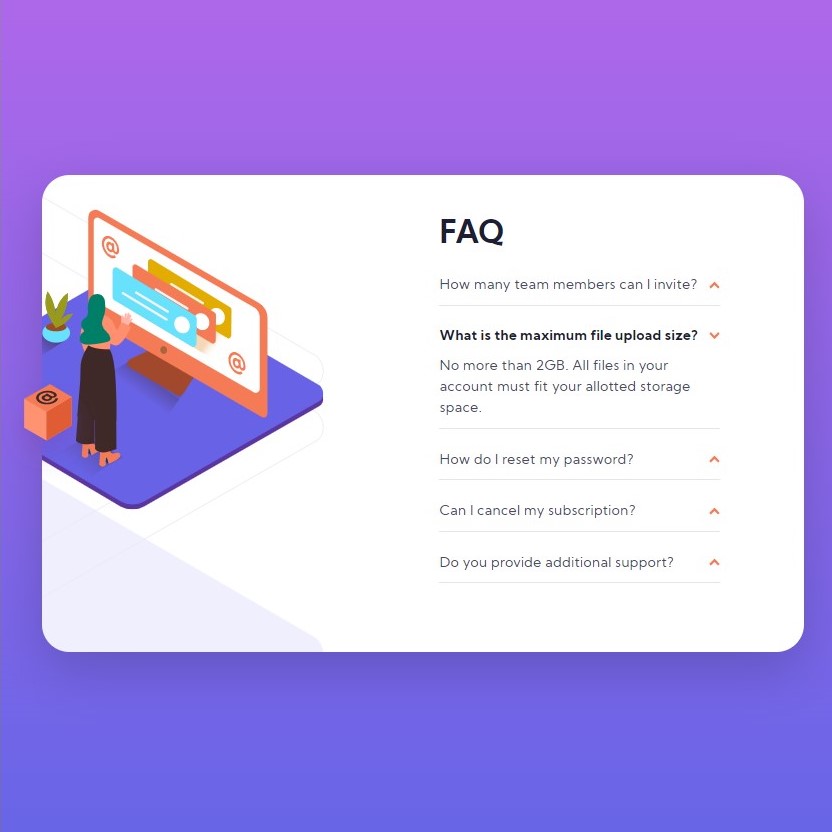 FAQ
How many team members can I invite?
What is the maximum file upload size?
No more than 2GB. All files in your
account must fit your allotted storage
space.
How do I reset my password?
Can I cancel my subscription?
Do you provide additional support?
@
@
@